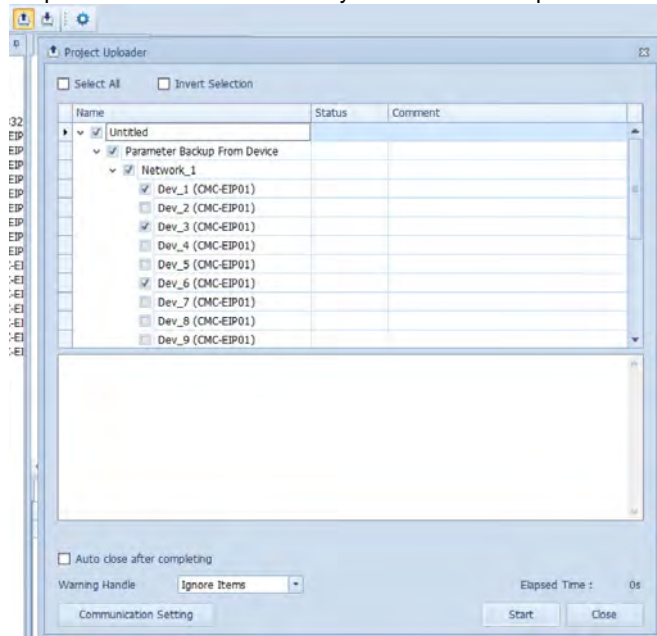 Project Uploader
Select All Invert Selection
Name Status Comment
Untitled
Parameter Backup From Device
Network_1
Dev_1 (CMC-EIP01)
Dev_2 (CMC-EIP01)
Dev_3 (CMC-EIP01)
Dev_4 (CMC-EIP01)
Dev_5 (CMC-EIP01)
Dev_6 (CMC-EIP01)
Dev_7 (CMC-EIP01)
Dev_8 (CMC-EIP01)
Dev_9 (CMC-EIP01)
Auto close after completing
Warning Handle Ignore Items Elapsed Time : 0s
Communication Setting Start Close